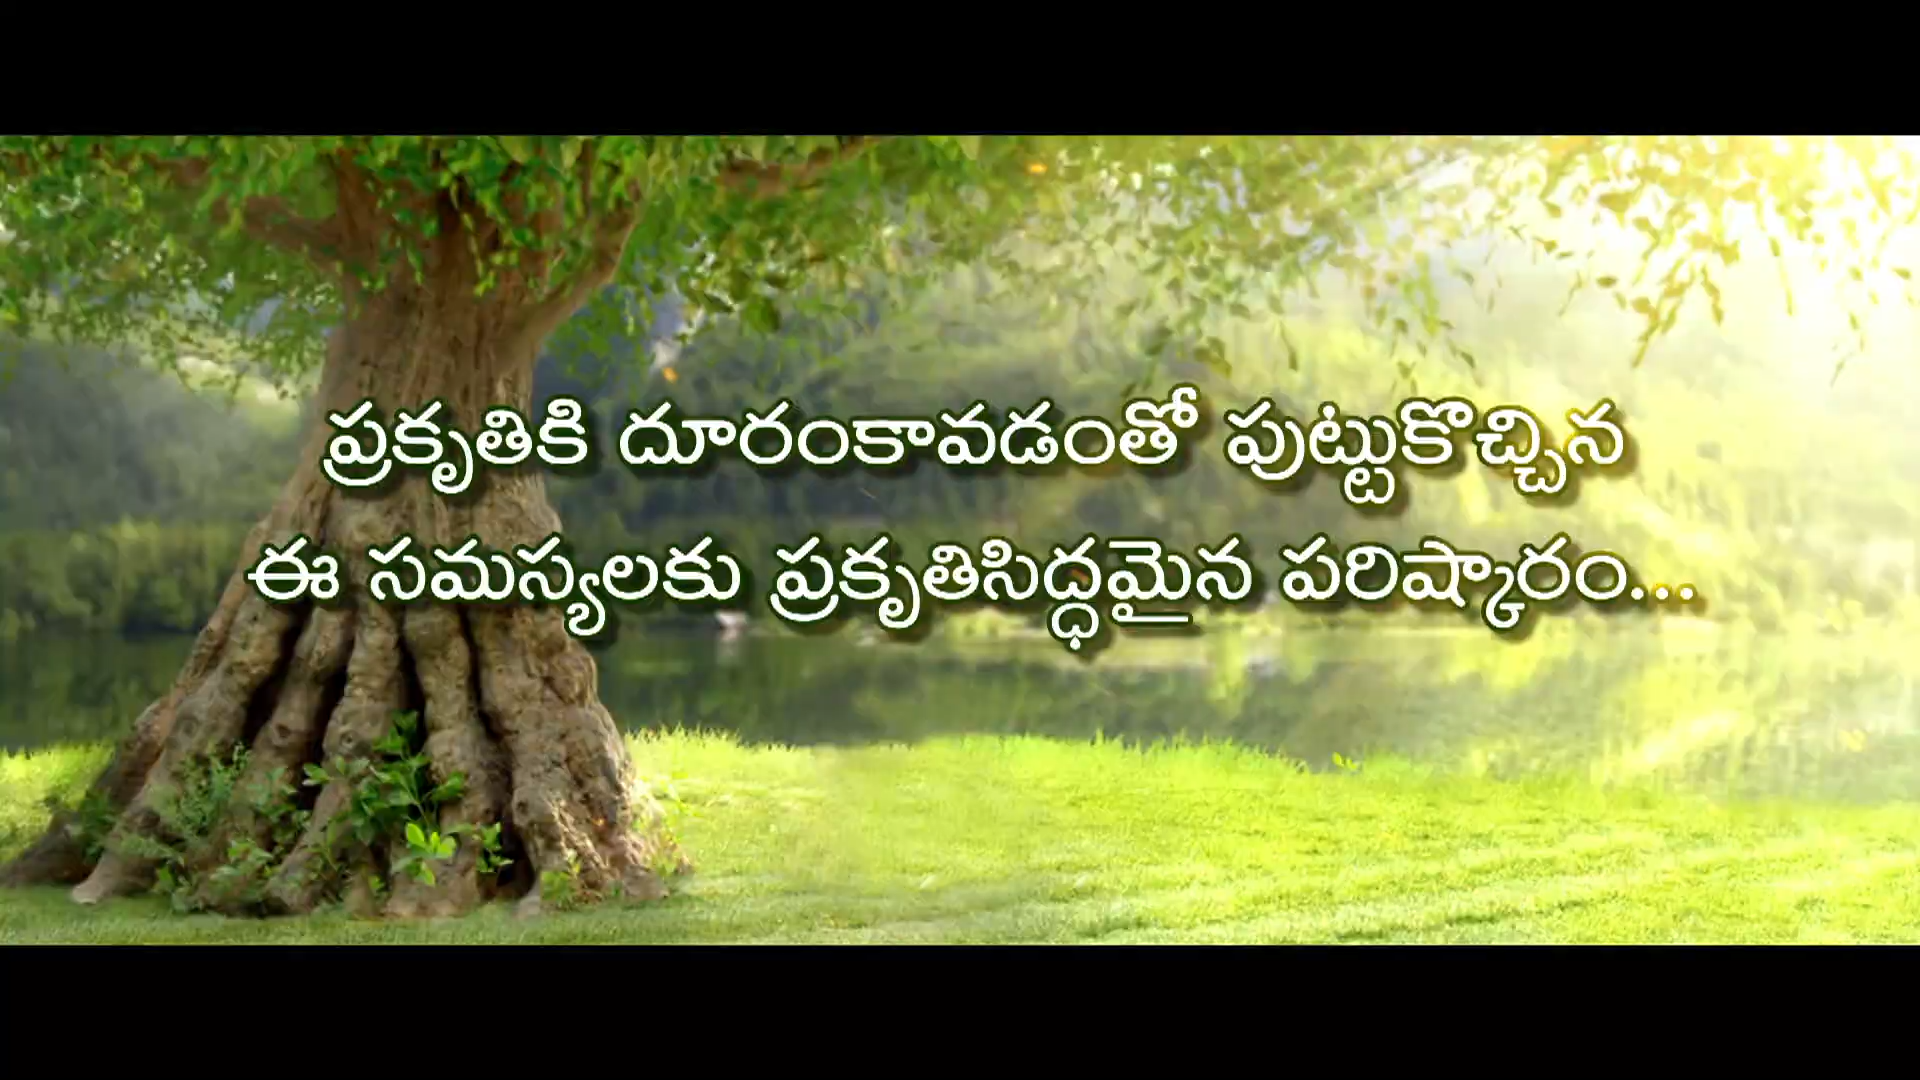 ప్రకృతికి దూరంకావడంతో పుట్టుకొచ్చిన
ఈ సమస్యలకు ప్రకృతిసిద్ధమైన పరిష్కారం...